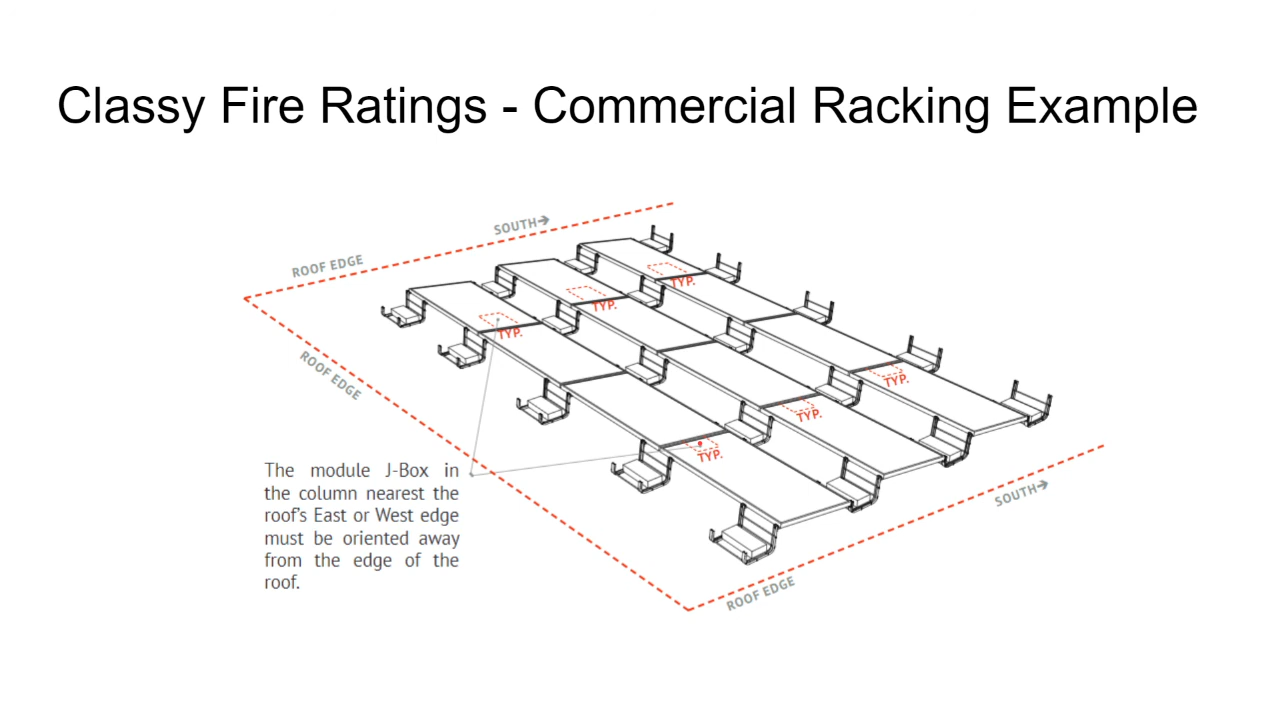 Classy Fire Ratings - Commercial Racking Example
SOUTH→
ROOF EDGE
TYP.
TYP.
TYP.
ROOF EDGE
TYP.
TYP.
TYP.
The module J-Box in
the column nearest the
roof's East or West edge
must be oriented away
from the edge of the
roof.
SOUTH→
ROOF EDGE